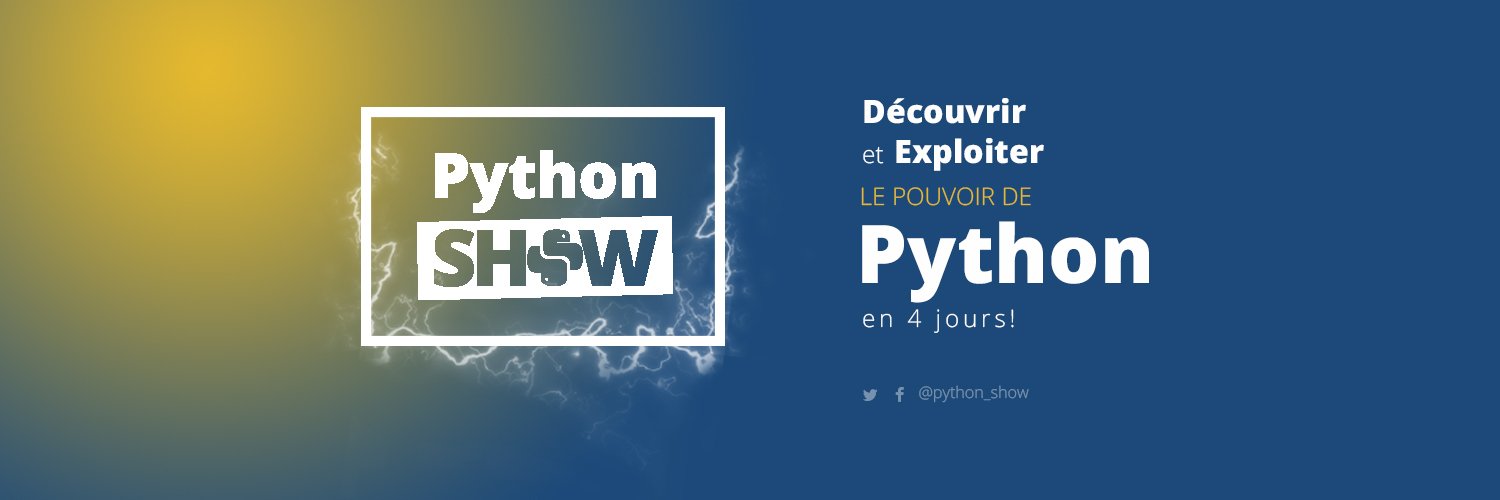 Python
SHOW
Découvrir
et Exploiter
LE POUVOIR DE
Python
en 4 jours!
@python_show